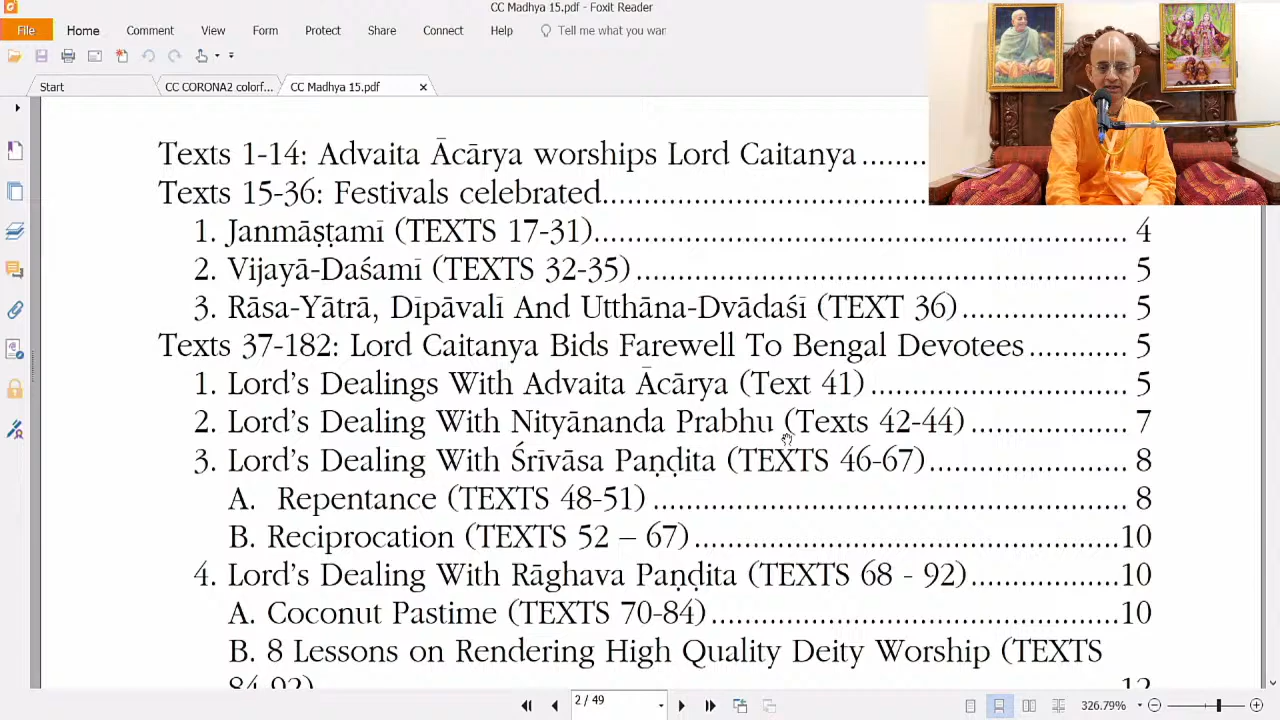 CC Madhya 15.pdf - Foxit Reader
File Home Comment View Form Protect Share Connect Help Tell me what you war
Start CC CORONA2 colorf... CC Madhya 15.pdf
Texts 1-14: Advaita Ācārya worships Lord Caitanya........
Texts 15-36: Festivals celebrated.............................................
1. Janmāṣṭamī (TEXTS 17-31)........................................................................ 4
2. Vijayā-Daśamī (TEXTS 32-35)................................................................... 5
3. Rāsa-Yātrā, Dīpāvalī And Utthāna-Dvādaśī (TEXT 36)....................... 5
Texts 37-182: Lord Caitanya Bids Farewell To Bengal Devotees............. 5
1. Lord's Dealings With Advaita Ācārya (Text 41)................................... 5
2. Lord's Dealing With Nityānanda Prabhu (Texts 42-44)..................... 7
3. Lord's Dealing With Śrīvāsa Paṇḍita (TEXTS 46-67)........................... 8
A. Repentance (TEXTS 48-51)................................................................. 8
B. Reciprocation (TEXTS 52 – 67)..........................................................10
4. Lord's Dealing With Rāghava Paṇḍita (TEXTS 68 - 92).....................10
A. Coconut Pastime (TEXTS 70-84)........................................................10
B. 8 Lessons on Rendering High Quality Deity Worship (TEXTS
84-92) 12
2 / 49 326.79%